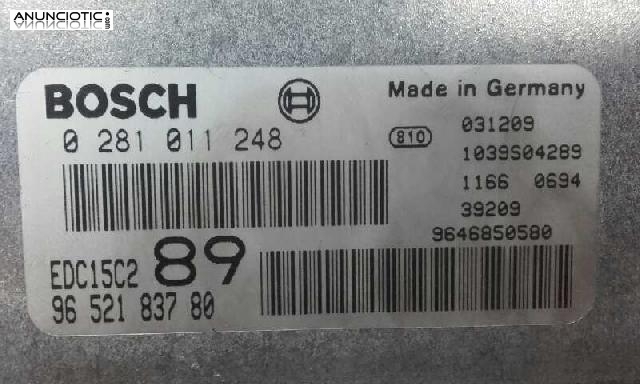 ANUNCIOTIC.com
BOSCH
Made in Germany
0 281 011 248
810
031209
1039S04289
1166 0694
39209
9646850580
EDC15C2 89
96 521 837 80